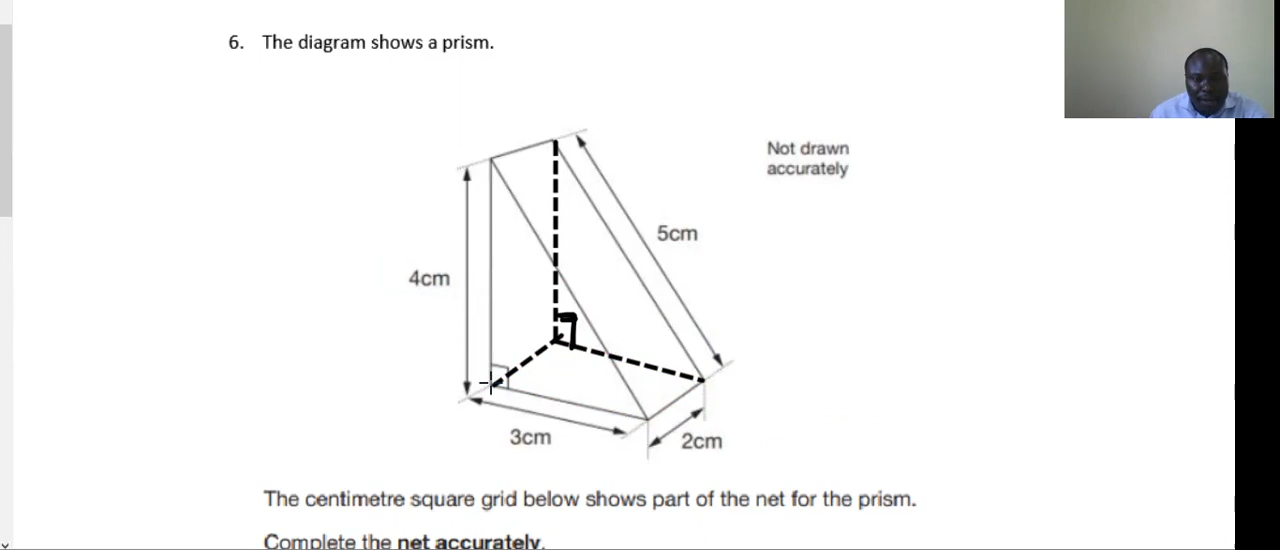 6. The diagram shows a prism.
Not drawn
accurately
5cm
4cm
3cm
2cm
The centimetre square grid below shows part of the net for the prism.
Complete the net accurately.